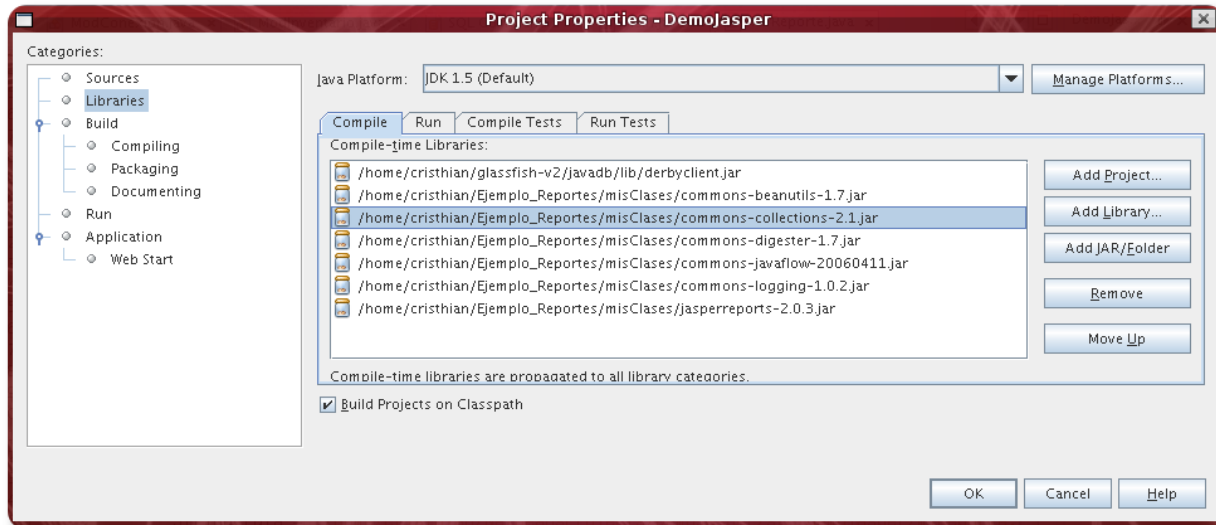 Project Properties - DemoJasper
Categories:
Sources
Libraries
Build
Compiling
Packaging
Documenting
Run
Application
Web Start
Java Platform: JDK 1.5 (Default) Manage Platforms...
Compile Run Compile Tests Run Tests
Compile-time Libraries:
/home/cristhian/glassfish-v2/javadb/lib/derbyclient.jar
/home/cristhian/Ejemplo_Reportes/misClases/commons-beanutils-1.7.jar
/home/cristhian/Ejemplo_Reportes/misClases/commons-collections-2.1.jar
/home/cristhian/Ejemplo_Reportes/misClases/commons-digester-1.7.jar
/home/cristhian/Ejemplo_Reportes/misClases/commons-javaflow-20060411.jar
/home/cristhian/Ejemplo_Reportes/misClases/commons-logging-1.0.2.jar
/home/cristhian/Ejemplo_Reportes/misClases/jasperreports-2.0.3.jar
Add Project...
Add Library...
Add JAR/Folder
Remove
Move Up
Compile-time libraries are propagated to all library categories.
Build Projects on Classpath
OK Cancel Help